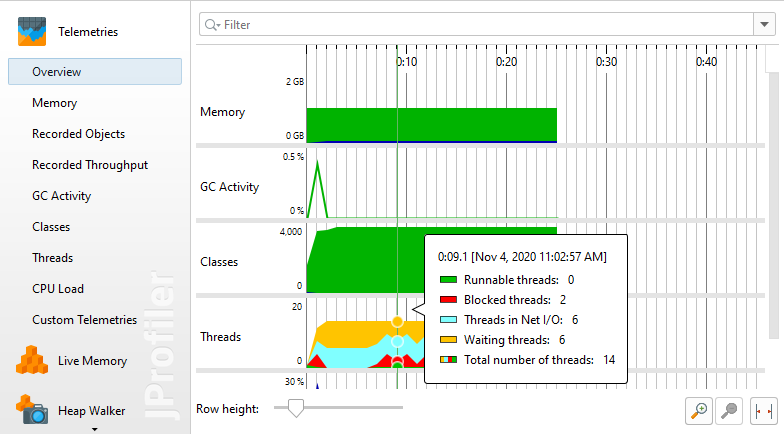 Telemetries
Overview
Memory
Recorded Objects
Recorded Throughput
GC Activity
Classes
Threads
CPU Load
Custom Telemetries
Live Memory
Heap Walker
JProfiler
Filter
0:10 0:20 0:30 0:40
2 GB
Memory
0 GB
0.5 %
GC Activity
0 %
4,000
Classes
0
20
Threads
0
30 %
0:09.1 [Nov 4, 2020 11:02:57 AM]
Runnable threads: 0
Blocked threads: 2
Threads in Net I/O: 6
Waiting threads: 6
Total number of threads: 14
Row height: